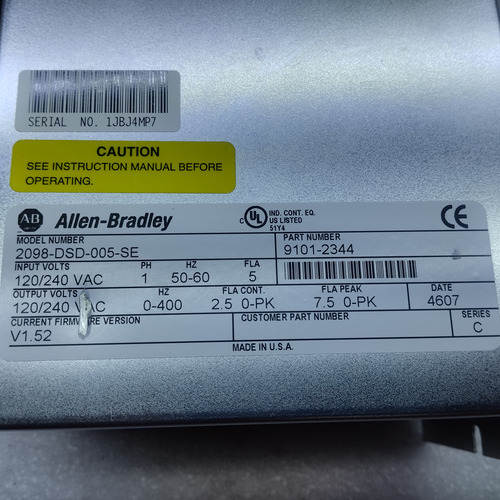 SERIAL NO. 1JBJ4MP7
CAUTION
SEE INSTRUCTION MANUAL BEFORE
OPERATING.
AB Allen-Bradley
C UL US LISTED
IND. CONT. EQ.
51Y4
CE
MODEL NUMBER
2098-DSD-005-SE
PART NUMBER
9101-2344
INPUT VOLTS PH HZ FLA
120/240 VAC 1 50-60 5
OUTPUT VOLTS HZ FLA CONT. FLA PEAK DATE
120/240 VAC 0-400 2.5 0-PK 7.5 0-PK 4607
CURRENT FIRMWARE VERSION CUSTOMER PART NUMBER SERIES
V1.52 C
MADE IN U.S.A.